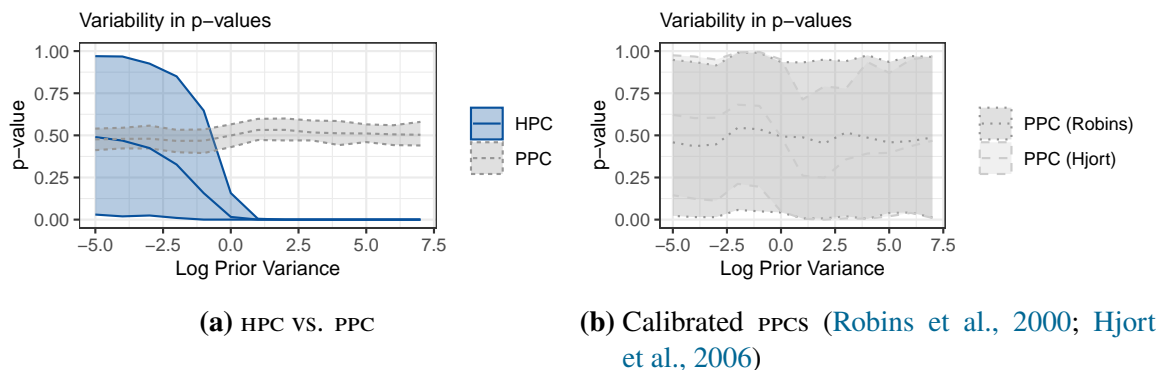 Variability in p−values
1.00
0.75
0.50
0.25
0.00
p−value
−5.0 −2.5 0.0 2.5 5.0 7.5
Log Prior Variance
HPC
PPC
(a) HPC VS. PPC
Variability in p−values
1.00
0.75
0.50
0.25
0.00
p−value
−5.0 −2.5 0.0 2.5 5.0 7.5
Log Prior Variance
PPC (Robins)
PPC (Hjort)
(b) Calibrated PPCS (Robins et al., 2000; Hjort
et al., 2006)